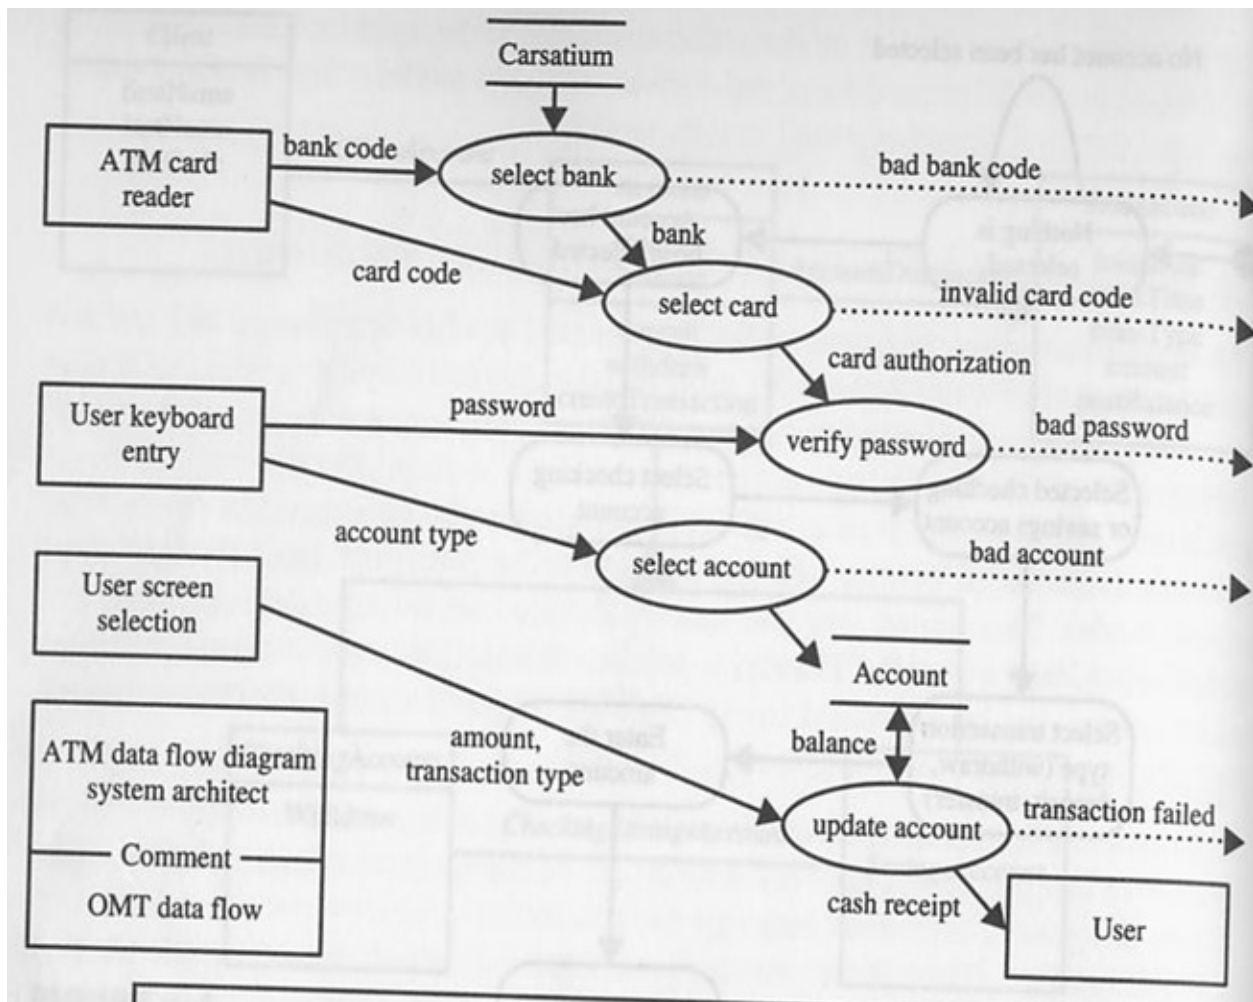 Carsatium
ATM card
reader
bank code
select bank
bad bank code
bank
card code
select card
invalid card code
card authorization
User keyboard
entry
password
verify password
bad password
account type
select account
bad account
User screen
selection
Account
balance
amount,
transaction type
update account
transaction failed
cash receipt
User
ATM data flow diagram
system architect
Comment
OMT data flow